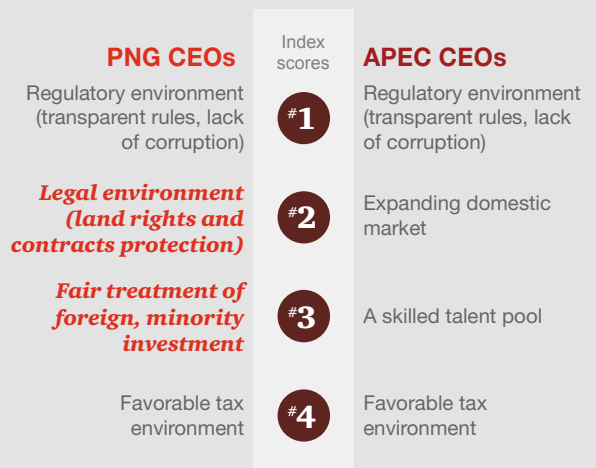 PNG CEOs
Index
scores
APEC CEOs
Regulatory environment
(transparent rules, lack
of corruption)
#1
Regulatory environment
(transparent rules, lack
of corruption)
Legal environment
(land rights and
contracts protection)
#2
Expanding domestic
market
Fair treatment of
foreign, minority
investment
#3
A skilled talent pool
Favorable tax
environment
#4
Favorable tax
environment